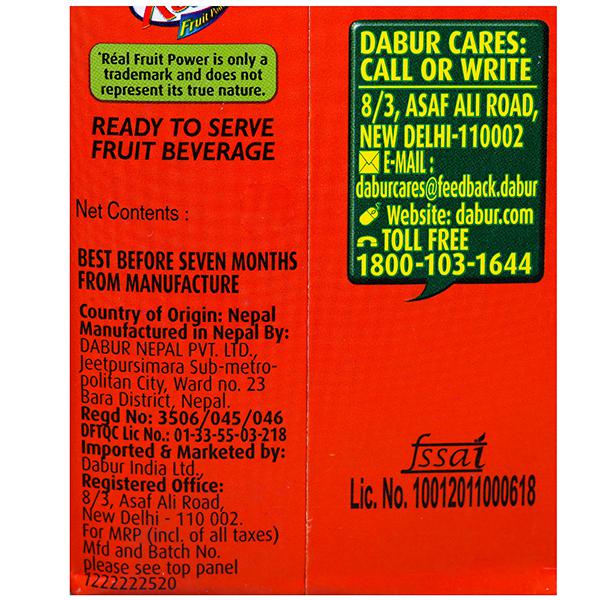 Réal
Fruit Power
*Réal Fruit Power is only a
trademark and does not
represent its true nature.
READY TO SERVE
FRUIT BEVERAGE
Net Contents :
BEST BEFORE SEVEN MONTHS
FROM MANUFACTURE
Country of Origin: Nepal
Manufactured in Nepal By:
DABUR NEPAL PVT. LTD.,
Jeetpursimara Sub-metro-
politan City, Ward no. 23
Bara District, Nepal.
Regd No: 3506/045/046
DFTQC Lic No.: 01-33-55-03-218
Imported & Marketed by:
Dabur India Ltd.,
Registered Office:
8/3, Asaf Ali Road,
New Delhi - 110 002.
For MRP (incl. of all taxes)
Mfd and Batch No.
please see top panel
7222222520
DABUR CARES:
CALL OR WRITE
8/3, ASAF ALI ROAD,
NEW DELHI-110002
E-MAIL :
daburcares@feedback.dabur
Website: dabur.com
TOLL FREE
1800-103-1644
fssai
Lic. No. 10012011000618